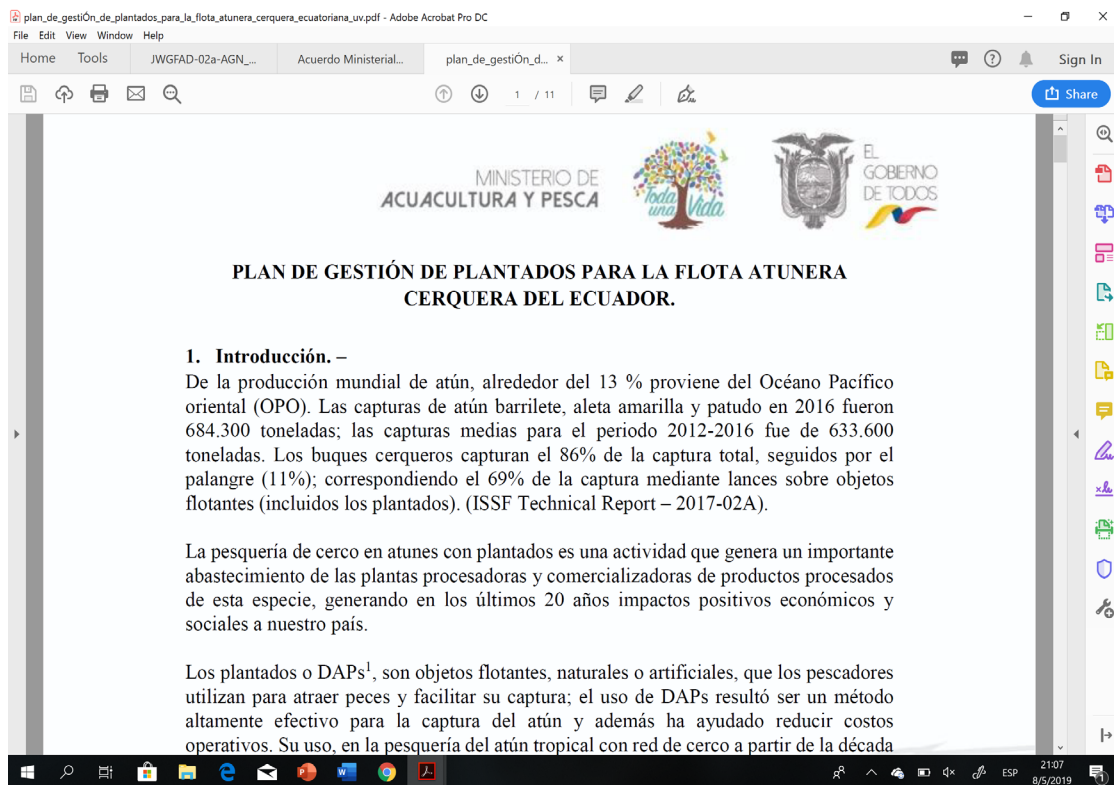 plan_de_gestiÓn_de_plantados_para_la_flota_atunera_cerquera_ecuatoriana_uv.pdf - Adobe Acrobat Pro DC
File Edit View Window Help
Home Tools JWGFAD-02a-AGN_... Acuerdo Ministerial... plan_de_gestiÓn_d... × Sign In
1 / 11 Share
MINISTERIO DE
ACUACULTURA Y PESCA
Toda
una Vida
EL
GOBIERNO
DE TODOS
PLAN DE GESTIÓN DE PLANTADOS PARA LA FLOTA ATUNERA
CERQUERA DEL ECUADOR.
1. Introducción. –
De la producción mundial de atún, alrededor del 13 % proviene del Océano Pacífico
oriental (OPO). Las capturas de atún barrilete, aleta amarilla y patudo en 2016 fueron
684.300 toneladas; las capturas medias para el periodo 2012-2016 fue de 633.600
toneladas. Los buques cerqueros capturan el 86% de la captura total, seguidos por el
palangre (11%); correspondiendo el 69% de la captura mediante lances sobre objetos
flotantes (incluidos los plantados). (ISSF Technical Report – 2017-02A).
La pesquería de cerco en atunes con plantados es una actividad que genera un importante
abastecimiento de las plantas procesadoras y comercializadoras de productos procesados
de esta especie, generando en los últimos 20 años impactos positivos económicos y
sociales a nuestro país.
Los plantados o DAPs¹, son objetos flotantes, naturales o artificiales, que los pescadores
utilizan para atraer peces y facilitar su captura; el uso de DAPs resultó ser un método
altamente efectivo para la captura del atún y además ha ayudado reducir costos
operativos. Su uso, en la pesquería del atún tropical con red de cerco a partir de la década
ESP
21:07
8/5/2019